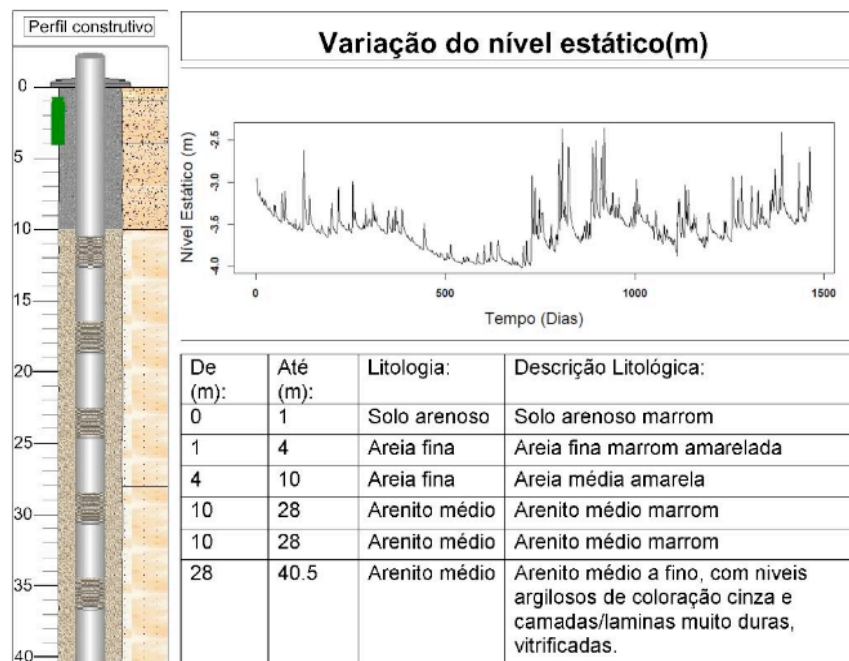 Perfil construtivo
0
5
10
15
20
25
30
35
40
Variação do nível estático(m)
Nível Estático (m)
-2.5
-3.0
-3.5
-4.0
0 500 1000 1500
Tempo (Dias)
De (m): Até (m): Litologia: Descrição Litológica:
0 1 Solo arenoso Solo arenoso marrom
1 4 Areia fina Areia fina marrom amarelada
4 10 Areia fina Areia média amarela
10 28 Arenito médio Arenito médio marrom
10 28 Arenito médio Arenito médio marrom
28 40.5 Arenito médio Arenito médio a fino, com niveis
argilosos de coloração cinza e
camadas/laminas muito duras,
vitrificadas.